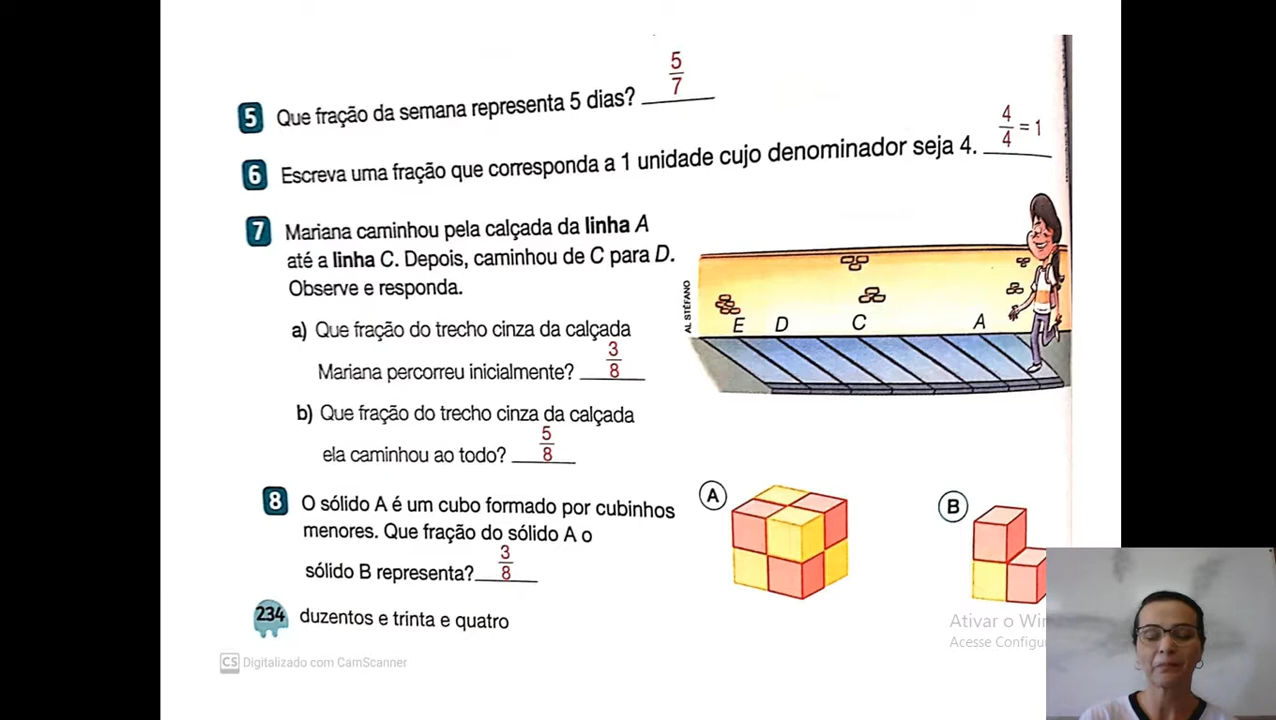 5 Que fração da semana representa 5 dias? 5/7
6 Escreva uma fração que corresponda a 1 unidade cujo denominador seja 4. 4/4 = 1
7 Mariana caminhou pela calçada da linha A
até a linha C. Depois, caminhou de C para D.
Observe e responda.
a) Que fração do trecho cinza da calçada
Mariana percorreu inicialmente? 3/8
b) Que fração do trecho cinza da calçada
ela caminhou ao todo? 5/8
AL STÉFANO
E D C A
8 O sólido A é um cubo formado por cubinhos
menores. Que fração do sólido A o
sólido B representa? 3/8
A
B
234 duzentos e trinta e quatro
CS Digitalizado com CamScanner
Ativar o
Acesse